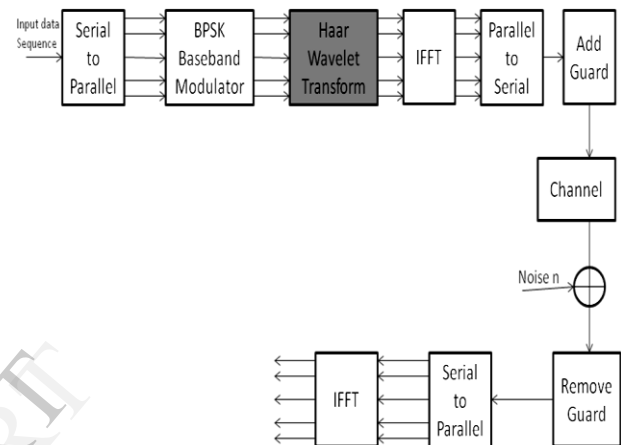 Input data
Sequence
Serial
to
Parallel
BPSK
Baseband
Modulator
Haar
Wavelet
Transform
IFFT
Parallel
to
Serial
Add
Guard
Channel
Noise n
Remove
Guard
Serial
to
Parallel
IFFT